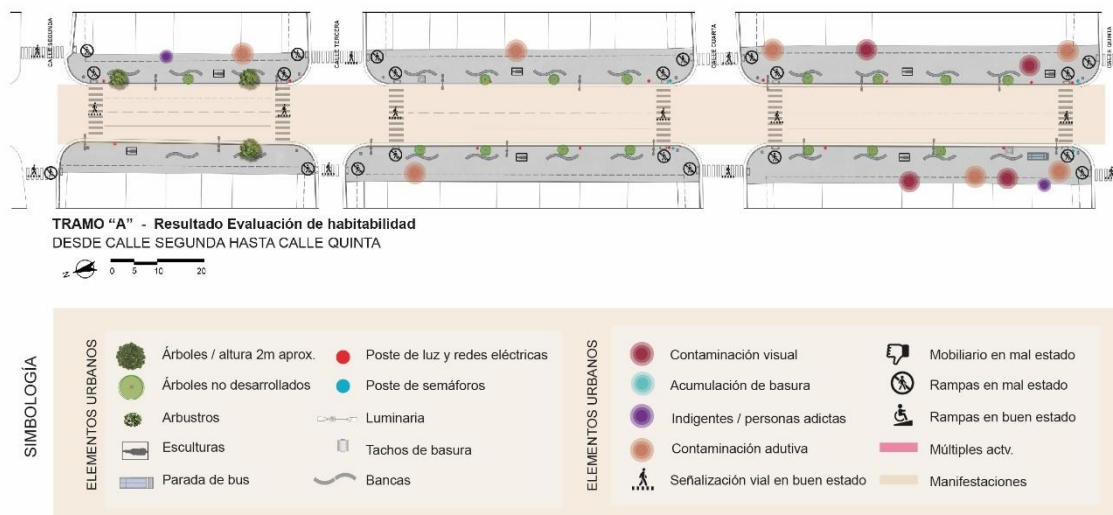 CALLE SEGUNDA
CALLE TERCERA
CALLE CUARTA
CALLE QUINTA
TRAMO “A” - Resultado Evaluación de habitabilidad
DESDE CALLE SEGUNDA HASTA CALLE QUINTA
N
0 5 10 20
SIMBOLOGÍA
ELEMENTOS URBANOS
Árboles / altura 2m aprox.
Árboles no desarrollados
Arbustros
Esculturas
Parada de bus
Poste de luz y redes eléctricas
Poste de semáforos
Luminaria
Tachos de basura
Bancas
ELEMENTOS URBANOS
Contaminación visual
Acumulación de basura
Indigentes / personas adictas
Contaminación adutiva
Señalización vial en buen estado
Mobiliario en mal estado
Rampas en mal estado
Rampas en buen estado
Múltiples actv.
Manifestaciones